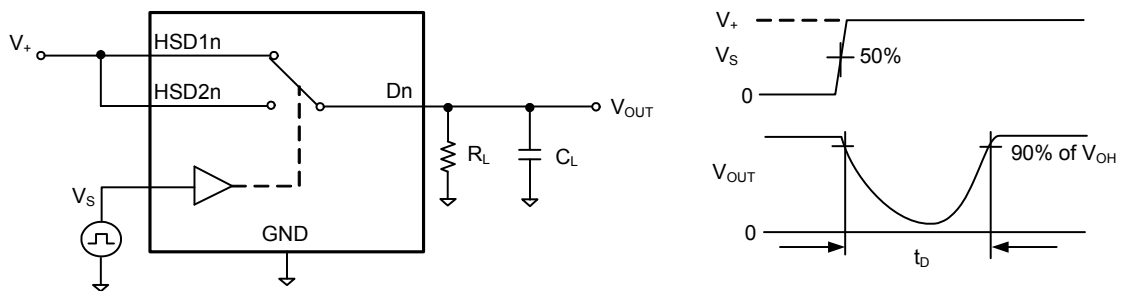 V+
HSD1n
HSD2n
Dn
VOUT
RL
CL
VS
GND
V+
VS
50%
0
VOUT
90% of VOH
0
tD